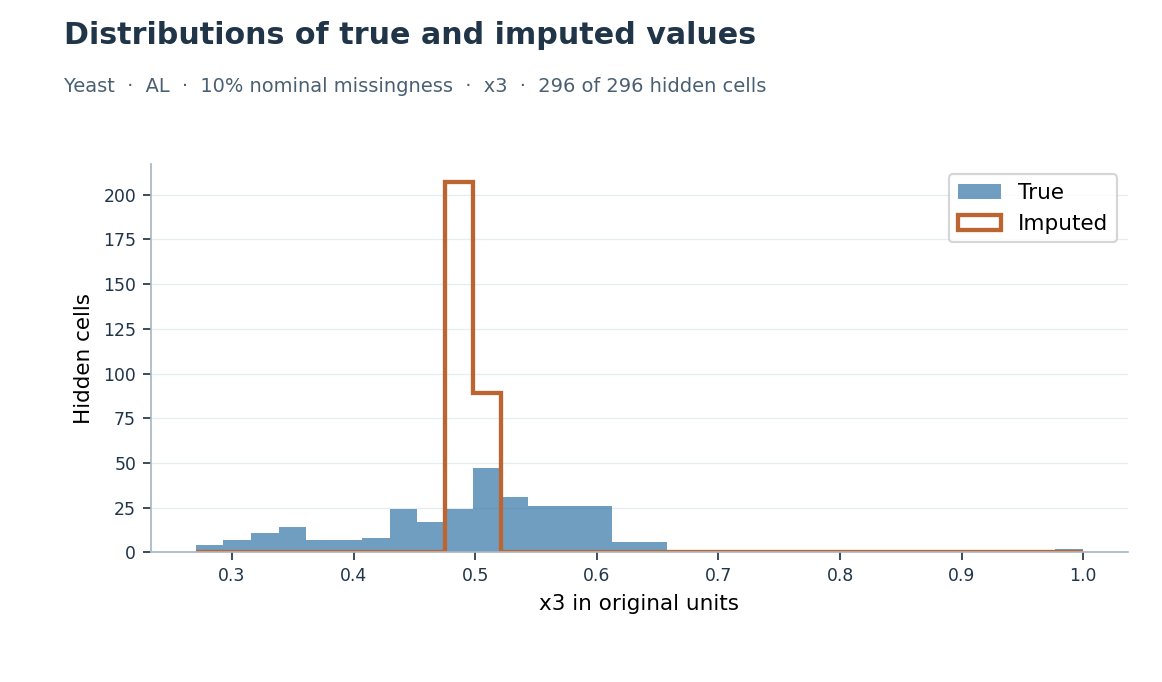 Distributions of true and imputed values
Yeast · AL · 10% nominal missingness · x3 · 296 of 296 hidden cells
True
Imputed
Hidden cells
200
175
150
125
100
75
50
25
0
0.3 0.4 0.5 0.6 0.7 0.8 0.9 1.0
x3 in original units